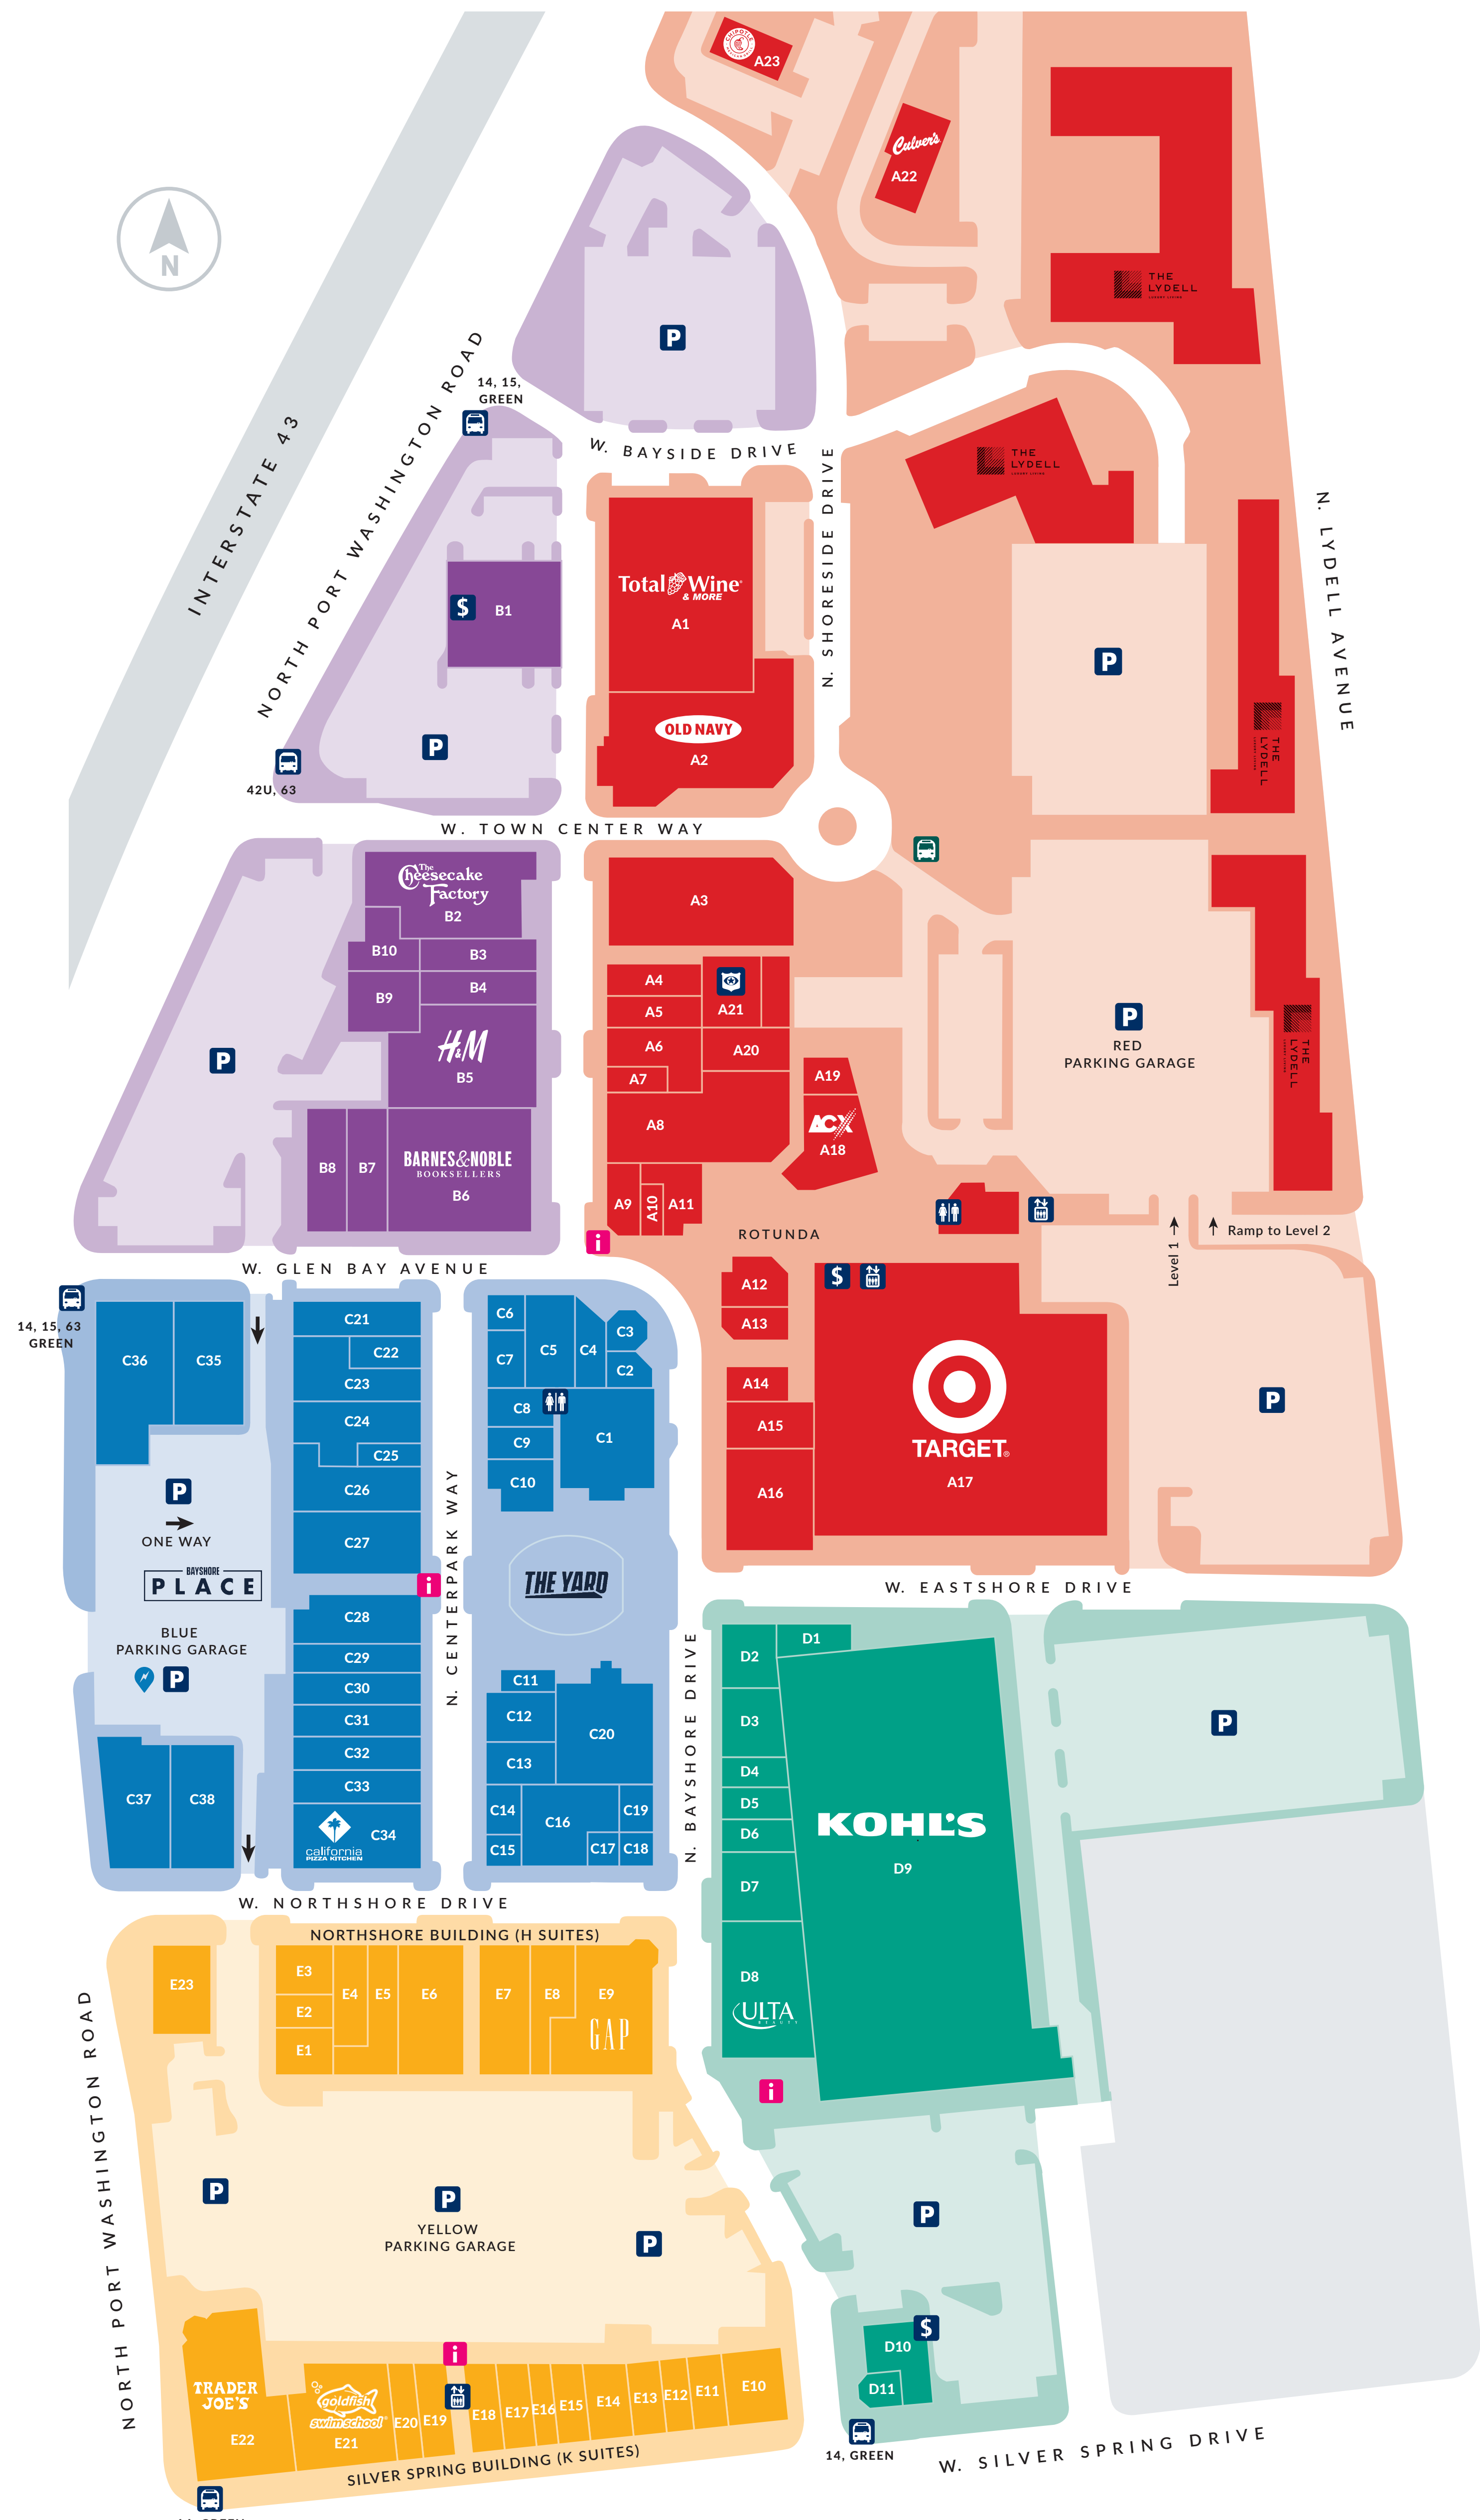 CHIPOTLE
A23
Culver's
A22
THE
LYDELL
LUXURY LIVING
N
INTERSTATE 43
NORTH PORT WASHINGTON ROAD
14, 15,
GREEN
P
W. BAYSIDE DRIVE
N. SHORESIDE DRIVE
THE
LYDELL
LUXURY LIVING
N. LYDELL AVENUE
$
B1
Total Wine
& MORE
A1
P
OLD NAVY
A2
P
42U, 63
THE
LYDELL
W. TOWN CENTER WAY
The
Cheesecake
Factory
B2
B10
B3
B9
B4
H&M
B5
P
B8
B7
BARNES&NOBLE
BOOKSELLERS
B6
A3
A4
A5
A21
A6
A20
A7
A8
A19
ACX
A18
A9
A10
A11
P
RED
PARKING GARAGE
THE
LYDELL
i
ROTUNDA
Level 1
Ramp to Level 2
W. GLEN BAY AVENUE
14, 15, 63
GREEN
C36
C35
C21
C22
C23
C24
C25
C26
C27
C6
C5
C4
C3
C7
C2
C8
C9
C1
C10
A12
A13
A14
A15
A16
$
TARGET
A17
P
P
ONE WAY
BAYSHORE
PLACE
BLUE
PARKING GARAGE
P
i
N. CENTERPARK WAY
THE YARD
W. EASTSHORE DRIVE
C28
C29
C30
C31
C32
C33
california
PIZZA KITCHEN
C34
C37
C38
C11
C12
C20
C13
C14
C16
C19
C15
C17
C18
N. BAYSHORE DRIVE
D1
D2
D3
D4
D5
D6
D7
D8
ULTA
BEAUTY
KOHL'S
D9
P
W. NORTHSHORE DRIVE
NORTHSHORE BUILDING (H SUITES)
E23
E3
E2
E1
E4
E5
E6
E7
E8
E9
GAP
i
NORTH PORT WASHINGTON ROAD
P
P
YELLOW
PARKING GARAGE
P
P
i
TRADER
JOE'S
E22
goldfish
swim school
E21
E20
E19
E18
E17
E16
E15
E14
E13
E12
E11
E10
SILVER SPRING BUILDING (K SUITES)
D10
$
D11
14, GREEN
W. SILVER SPRING DRIVE